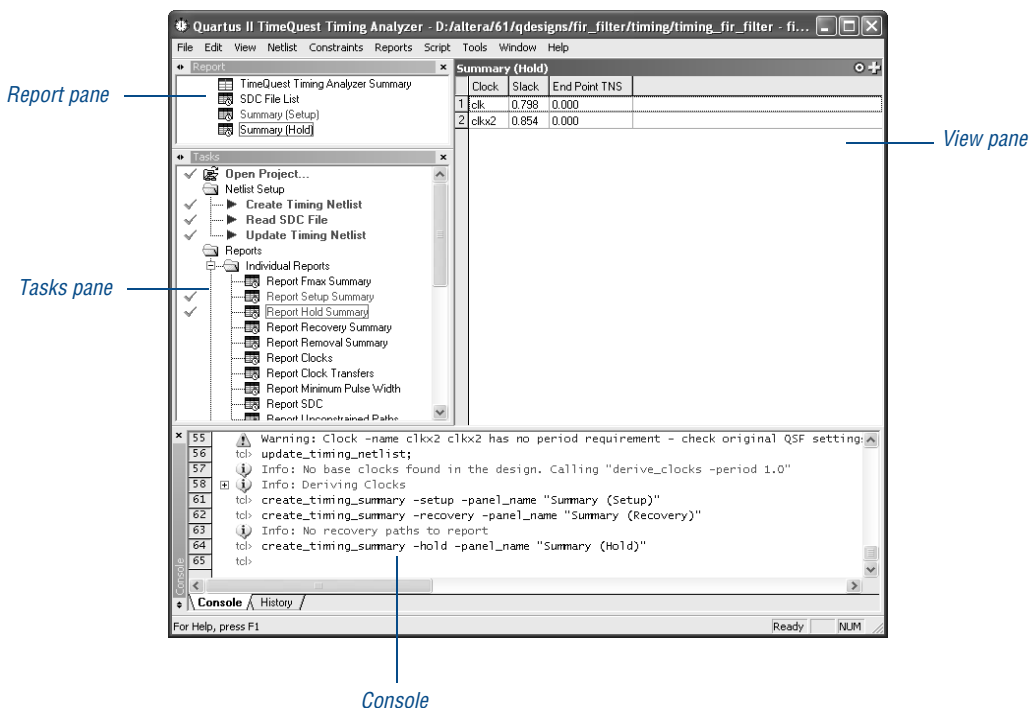 Quartus II TimeQuest Timing Analyzer - D:/altera/61/qdesigns/fir_filter/timing/timing_fir_filter - fi...
File Edit View Netlist Constraints Reports Script Tools Window Help
Report
TimeQuest Timing Analyzer Summary
SDC File List
Summary (Setup)
Summary (Hold)
Report pane
Summary (Hold)
Clock Slack End Point TNS
1 clk 0.798 0.000
2 clkx2 0.854 0.000
View pane
Tasks
Open Project...
Netlist Setup
Create Timing Netlist
Read SDC File
Update Timing Netlist
Reports
Individual Reports
Report Fmax Summary
Report Setup Summary
Report Hold Summary
Report Recovery Summary
Report Removal Summary
Report Clocks
Report Clock Transfers
Report Minimum Pulse Width
Report SDC
Report Unconstrained Paths
Tasks pane
55 Warning: Clock -name clkx2 clkx2 has no period requirement - check original QSF setting
56 tcl> update_timing_netlist;
57 Info: No base clocks found in the design. Calling "derive_clocks -period 1.0"
58 Info: Deriving Clocks
61 tcl> create_timing_summary -setup -panel_name "Summary (Setup)"
62 tcl> create_timing_summary -recovery -panel_name "Summary (Recovery)"
63 Info: No recovery paths to report
64 tcl> create_timing_summary -hold -panel_name "Summary (Hold)"
65 tcl>
Console
Console History
For Help, press F1 Ready NUM
Console